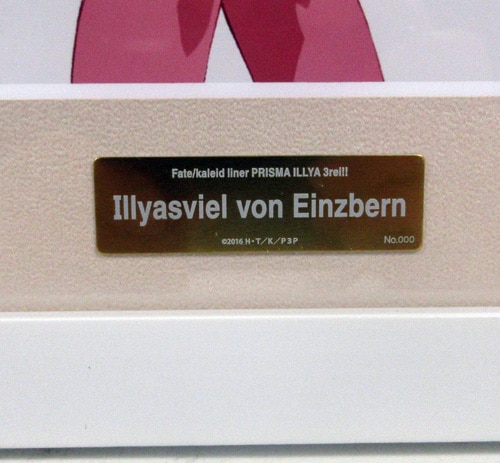 Fate/kaleid liner PRISMA ILLYA 3rei!!
Illyasviel von Einzbern
©2016 H・T／K／P3P
No.000